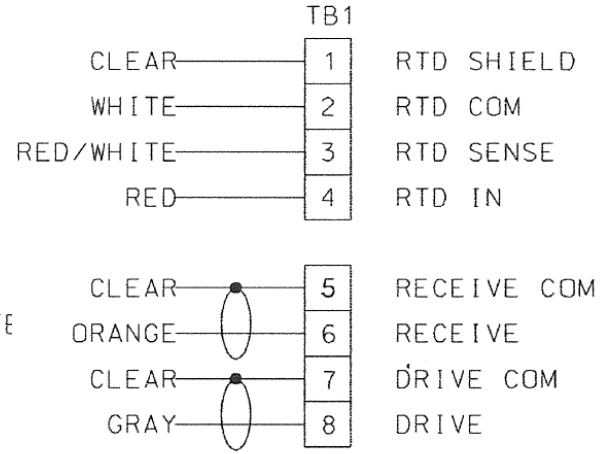 TB1
CLEAR 1 RTD SHIELD
WHITE 2 RTD COM
RED/WHITE 3 RTD SENSE
RED 4 RTD IN
CLEAR 5 RECEIVE COM
ORANGE 6 RECEIVE
CLEAR 7 DRIVE COM
GRAY 8 DRIVE